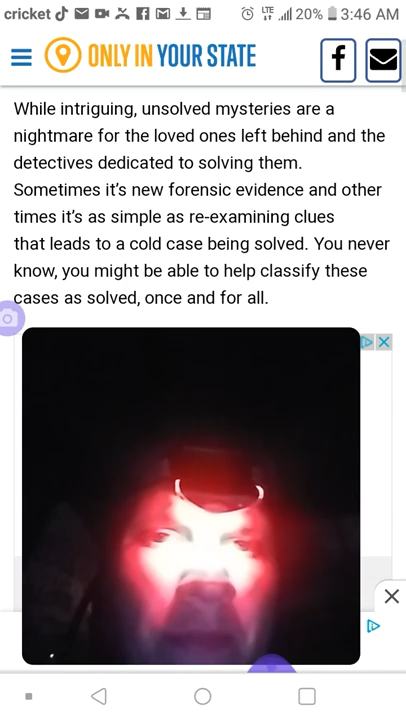 cricket 20% 3:46 AM
LTE
ONLY IN YOUR STATE
While intriguing, unsolved mysteries are a
nightmare for the loved ones left behind and the
detectives dedicated to solving them.
Sometimes it's new forensic evidence and other
times it's as simple as re-examining clues
that leads to a cold case being solved. You never
know, you might be able to help classify these
cases as solved, once and for all.